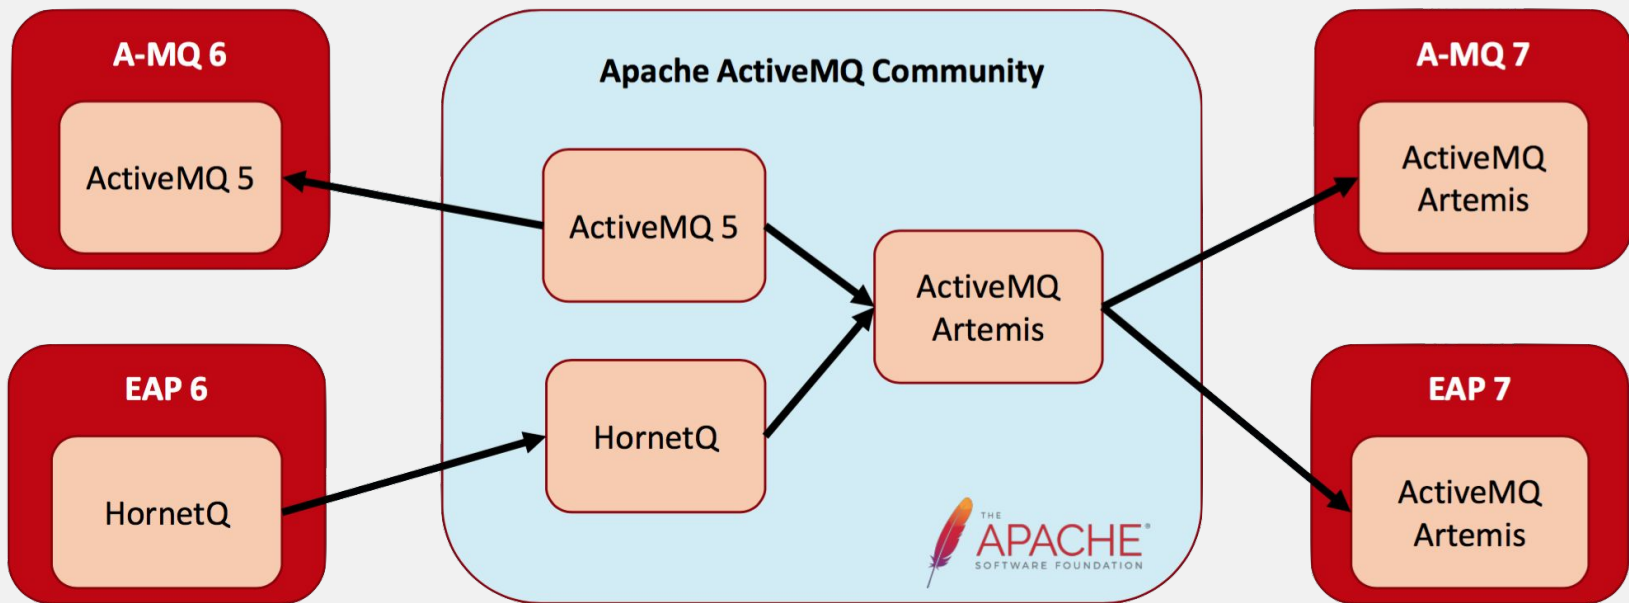 A-MQ 6
ActiveMQ 5
EAP 6
HornetQ
Apache ActiveMQ Community
ActiveMQ 5
HornetQ
ActiveMQ
Artemis
THE
APACHE®
SOFTWARE FOUNDATION
A-MQ 7
ActiveMQ
Artemis
EAP 7
ActiveMQ
Artemis